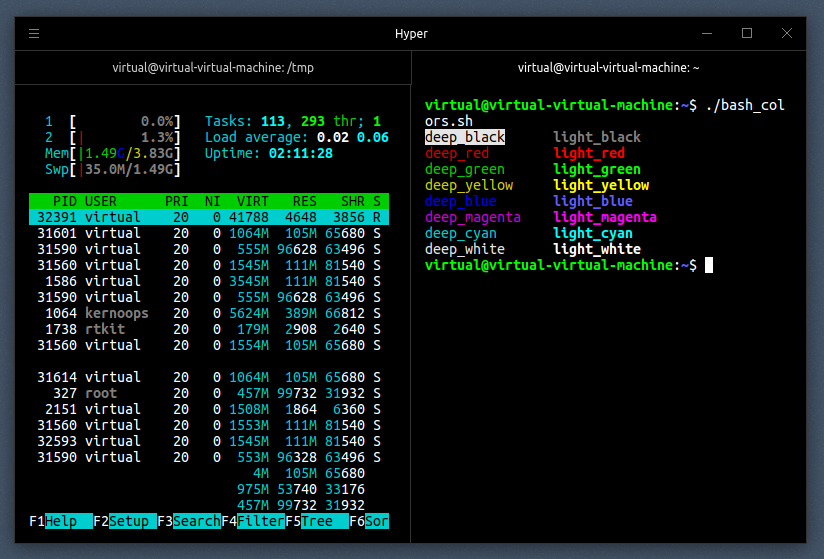 Hyper
virtual@virtual-virtual-machine: /tmp
virtual@virtual-virtual-machine: ~
1 [ 0.0%] Tasks: 113, 293 thr; 1
2 [| 1.3%] Load average: 0.02 0.06
Mem[|1.49G/3.83G] Uptime: 02:11:28
Swp[|35.0M/1.49G]
PID USER PRI NI VIRT RES SHR S
32391 virtual 20 0 41788 4648 3856 R
31601 virtual 20 0 1064M 105M 65680 S
31590 virtual 20 0 555M 96628 63496 S
31560 virtual 20 0 1545M 111M 81540 S
1586 virtual 20 0 3545M 111M 81540 S
31590 virtual 20 0 555M 96628 63496 S
1064 kernoops 20 0 5624M 389M 66812 S
1738 rtkit 20 0 179M 2908 2640 S
31560 virtual 20 0 1554M 105M 65680 S
31614 virtual 20 0 1064M 105M 65680 S
327 root 20 0 457M 99732 31932 S
2151 virtual 20 0 1508M 1864 6360 S
31560 virtual 20 0 1553M 111M 81540 S
32593 virtual 20 0 1545M 111M 81540 S
31590 virtual 20 0 553M 96328 63496 S
4M 105M 65680
975M 53740 33176
457M 99732 31932
F1Help F2Setup F3SearchF4FilterF5Tree F6Sor
virtual@virtual-virtual-machine:~$ ./bash_col
ors.sh
deep_black light_black
deep_red light_red
deep_green light_green
deep_yellow light_yellow
deep_blue light_blue
deep_magenta light_magenta
deep_cyan light_cyan
deep_white light_white
virtual@virtual-virtual-machine:~$